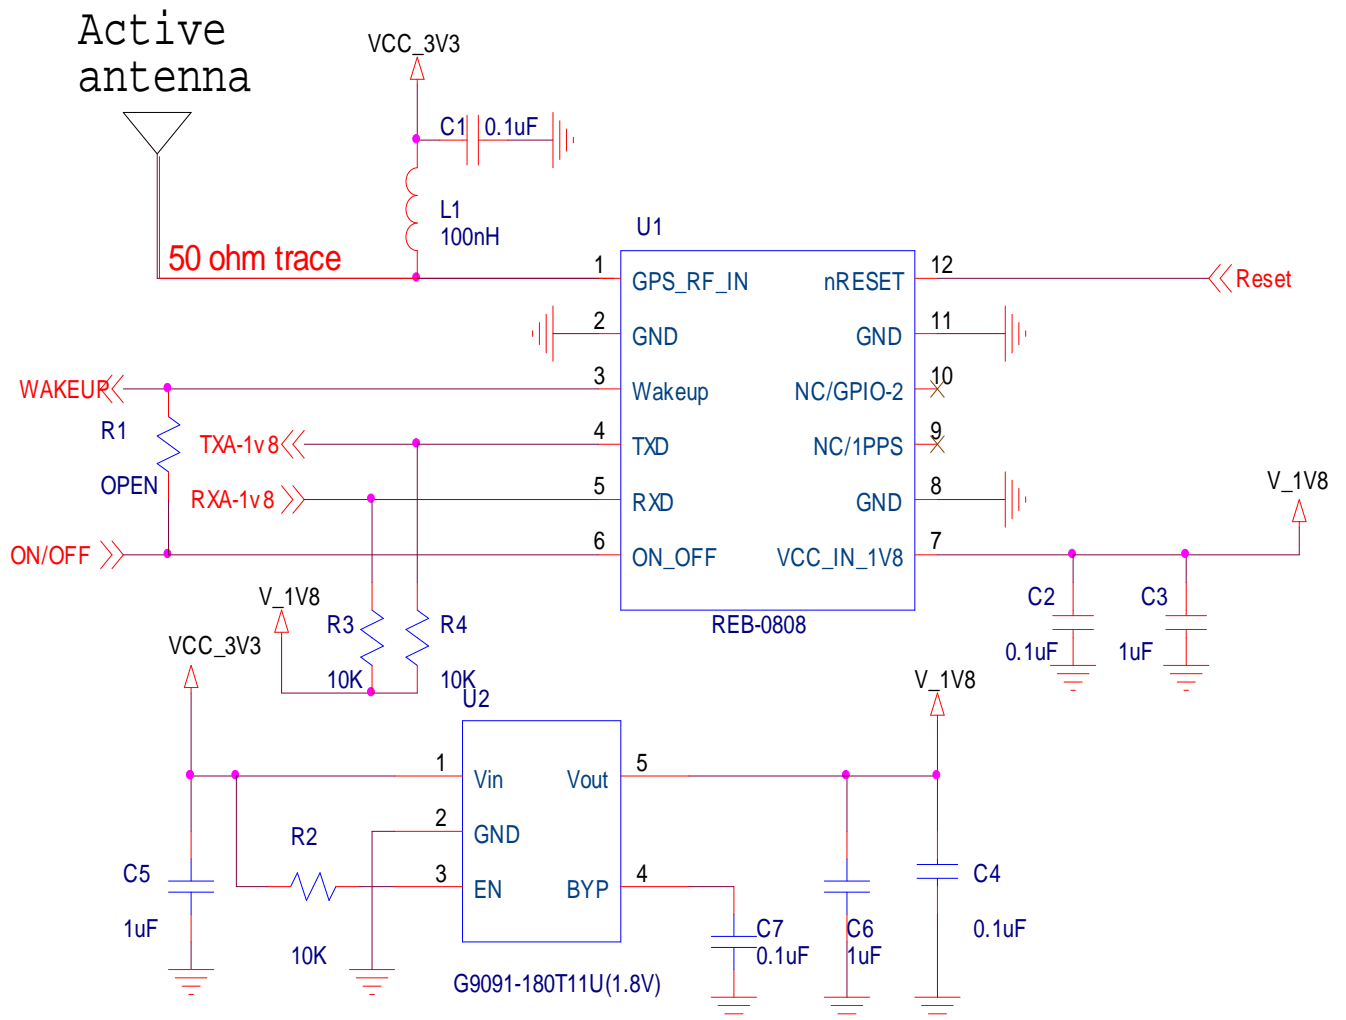 Active
antenna
VCC_3V3
C1
0.1uF
L1
100nH
50 ohm trace
U1
1
GPS_RF_IN
nRESET
12
Reset
2
GND
GND
11
WAKEUP
3
Wakeup
NC/GPIO-2
10
R1
OPEN
TXA-1v8
4
TXD
NC/1PPS
9
RXA-1v8
5
RXD
GND
8
V_1V8
ON/OFF
6
ON_OFF
VCC_IN_1V8
7
REB-0808
V_1V8
R3
10K
R4
10K
C2
0.1uF
C3
1uF
VCC_3V3
U2
V_1V8
1
Vin
Vout
5
2
GND
R2
10K
3
EN
BYP
4
C5
1uF
C7
0.1uF
C6
1uF
C4
0.1uF
G9091-180T11U(1.8V)